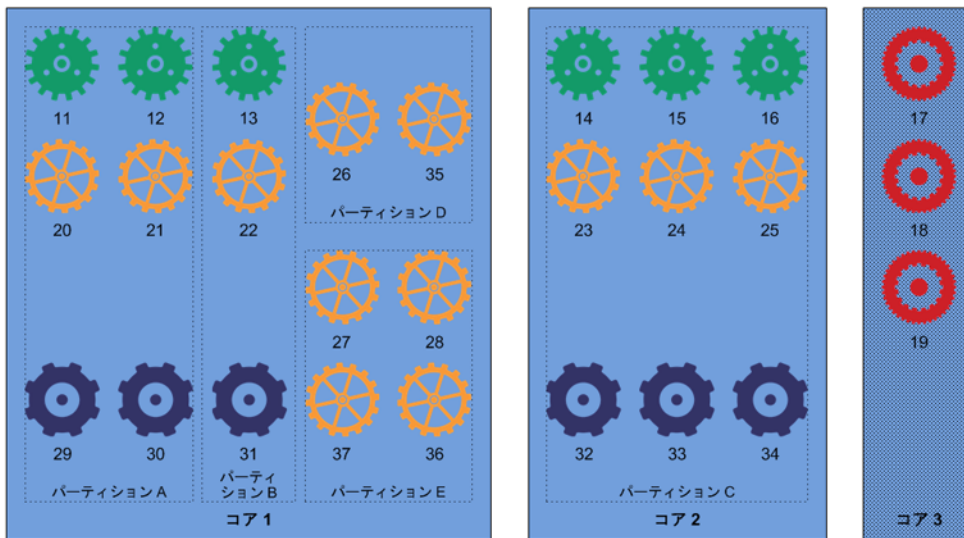 11 12 13
14 15 16
17
26 35
20 21 22
パーティション D
23 24 25
18
27 28
19
29 30 31
37 36
32 33 34
パーティション A
パーティ
ション B
パーティション E
パーティション C
コア 1
コア 2
コア 3